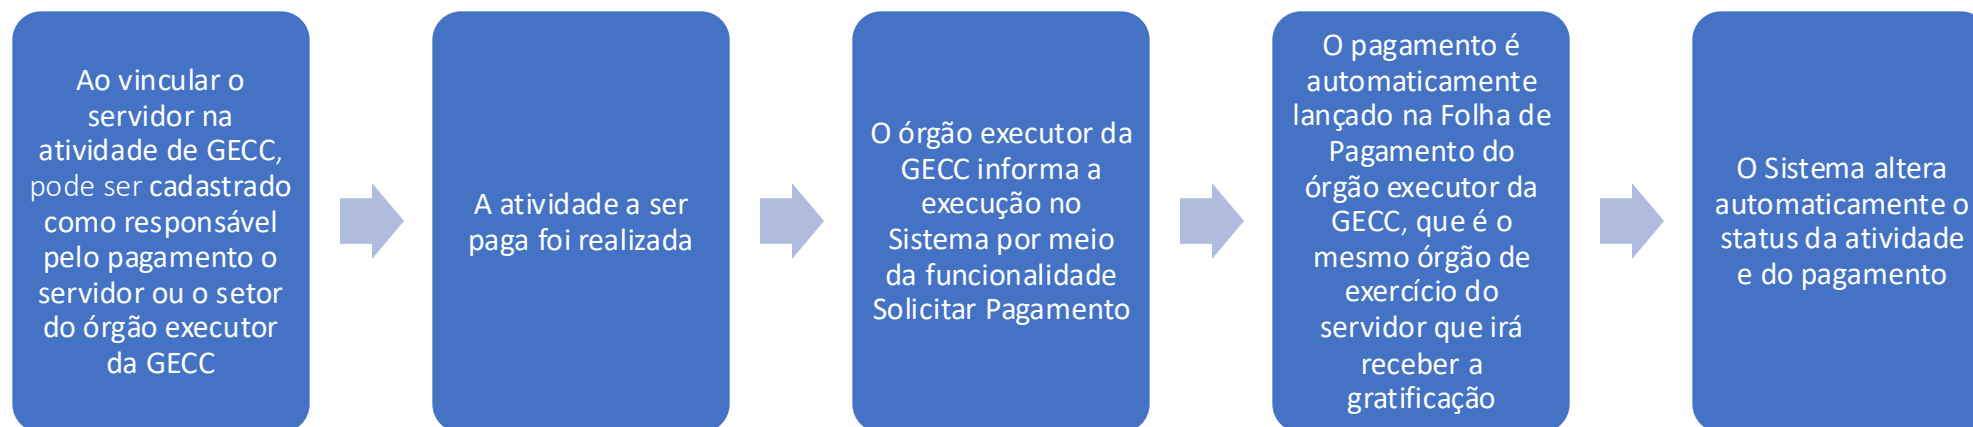 Ao vincular o
servidor na
atividade de GECC,
pode ser cadastrado
como responsável
pelo pagamento o
servidor ou o setor
do órgão executor
da GECC
A atividade a ser
paga foi realizada
O órgão executor da
GECC informa a
execução no
Sistema por meio
da funcionalidade
Solicitar Pagamento
O pagamento é
automaticamente
lançado na Folha de
Pagamento do
órgão executor da
GECC, que é o
mesmo órgão de
exercício do
servidor que irá
receber a
gratificação
O Sistema altera
automaticamente o
status da atividade
e do pagamento